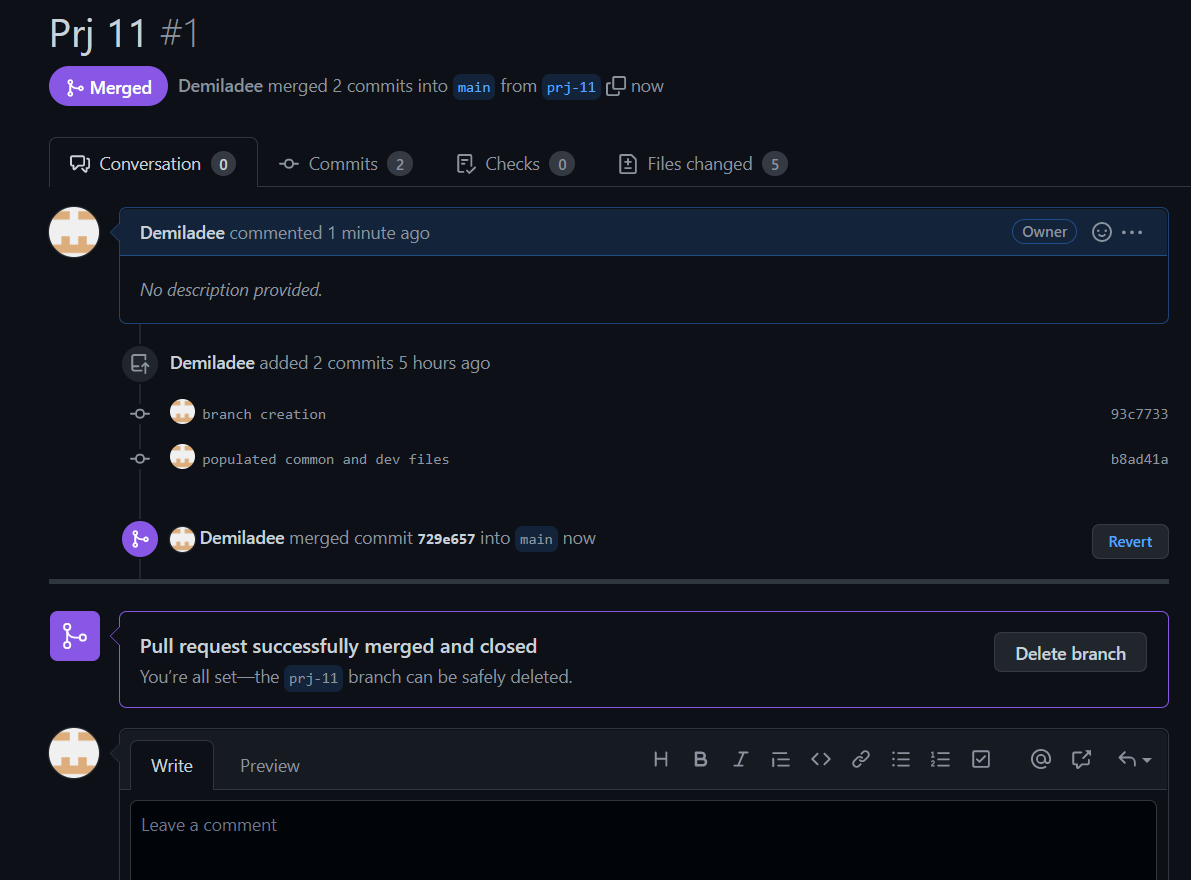 Prj 11 #1
Merged Demiladee merged 2 commits into main from prj-11 now
Conversation 0 Commits 2 Checks 0 Files changed 5
Demiladee commented 1 minute ago Owner
No description provided.
Demiladee added 2 commits 5 hours ago
branch creation 93c7733
populated common and dev files b8ad41a
Demiladee merged commit 729e657 into main now Revert
Pull request successfully merged and closed
You're all set—the prj-11 branch can be safely deleted. Delete branch
Write Preview
Leave a comment